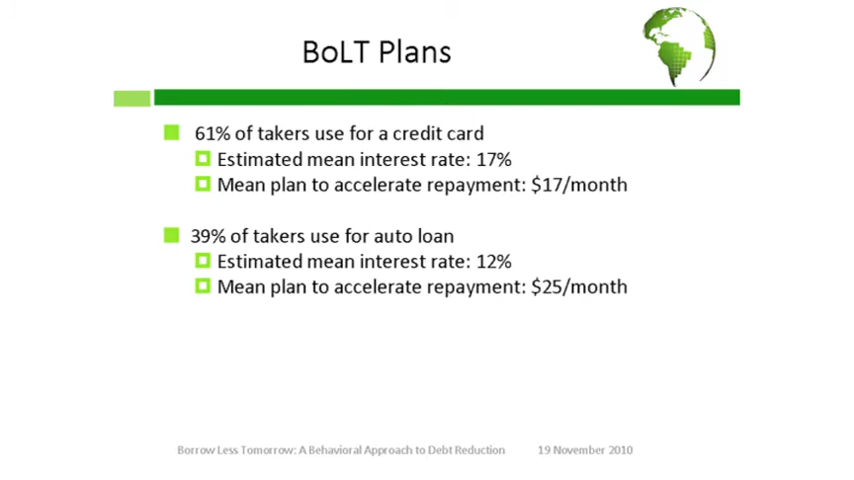 BoLT Plans
61% of takers use for a credit card
Estimated mean interest rate: 17%
Mean plan to accelerate repayment: $17/month
39% of takers use for auto loan
Estimated mean interest rate: 12%
Mean plan to accelerate repayment: $25/month
Borrow Less Tomorrow: A Behavioral Approach to Debt Reduction 19 November 2010